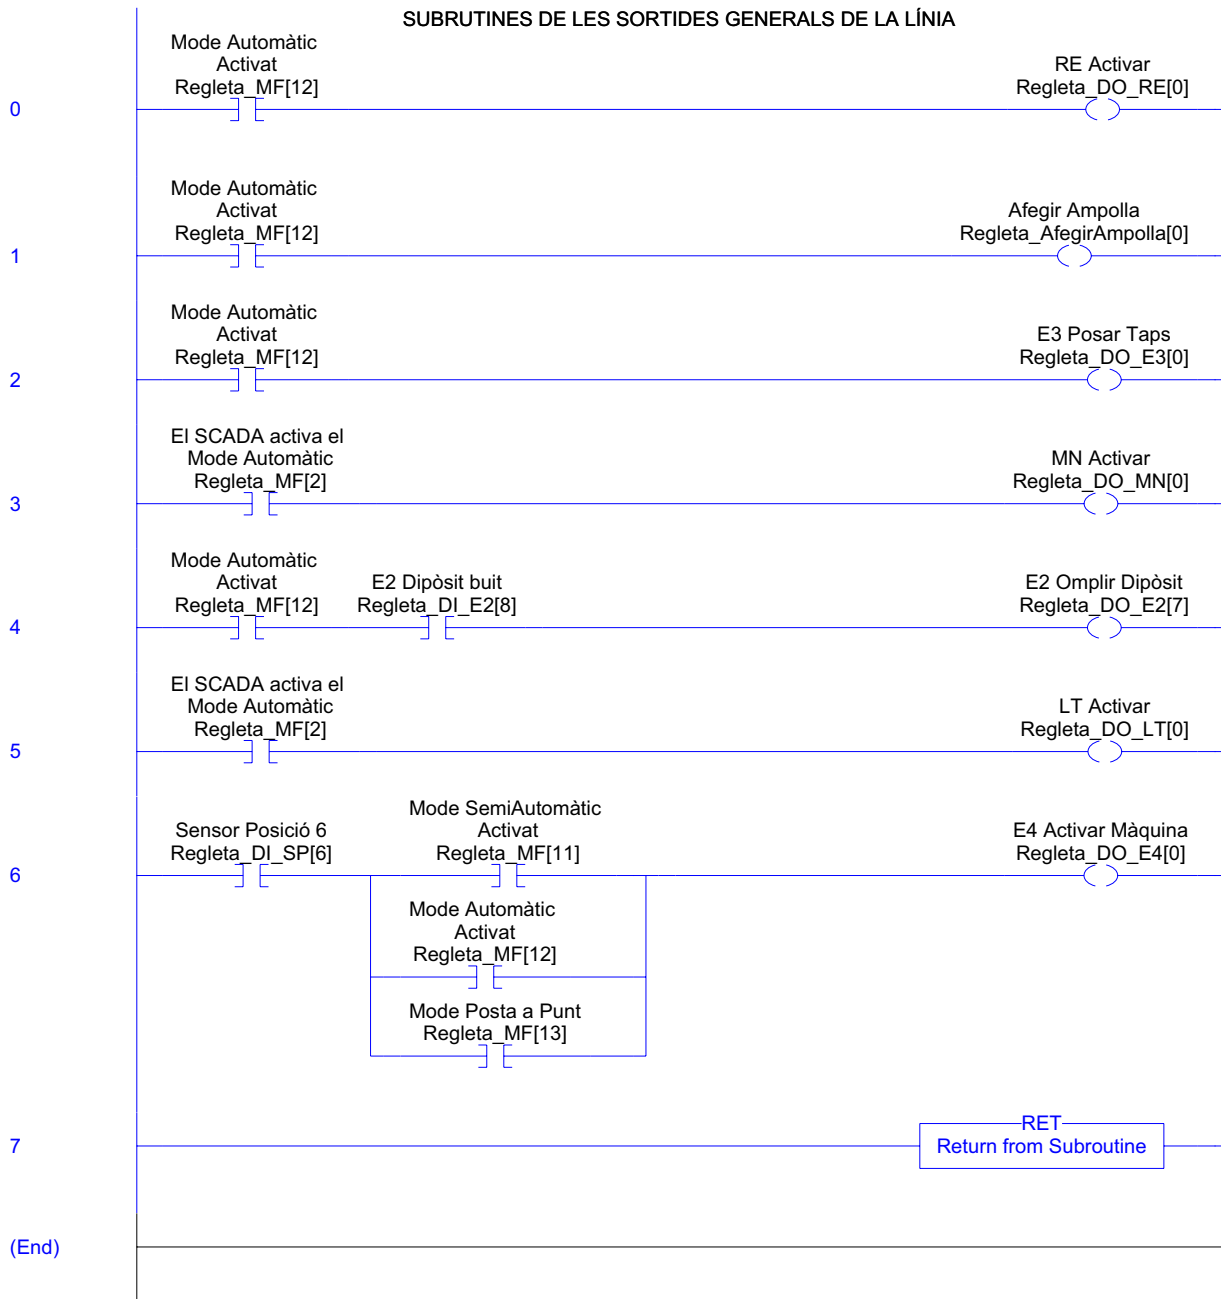 SUBRUTINES DE LES SORTIDES GENERALS DE LA LÍNIA
Mode Automàtic
Activat
Regleta_MF[12]
RE Activar
Regleta_DO_RE[0]
0
Mode Automàtic
Activat
Regleta_MF[12]
Afegir Ampolla
Regleta_AfegirAmpolla[0]
1
Mode Automàtic
Activat
Regleta_MF[12]
E3 Posar Taps
Regleta_DO_E3[0]
2
El SCADA activa el
Mode Automàtic
Regleta_MF[2]
MN Activar
Regleta_DO_MN[0]
3
Mode Automàtic
Activat
Regleta_MF[12]
E2 Dipòsit buit
Regleta_DI_E2[8]
E2 Omplir Dipòsit
Regleta_DO_E2[7]
4
El SCADA activa el
Mode Automàtic
Regleta_MF[2]
LT Activar
Regleta_DO_LT[0]
5
Sensor Posició 6
Regleta_DI_SP[6]
Mode SemiAutomàtic
Activat
Regleta_MF[11]
E4 Activar Màquina
Regleta_DO_E4[0]
6
Mode Automàtic
Activat
Regleta_MF[12]
Mode Posta a Punt
Regleta_MF[13]
RET
Return from Subroutine
7
(End)